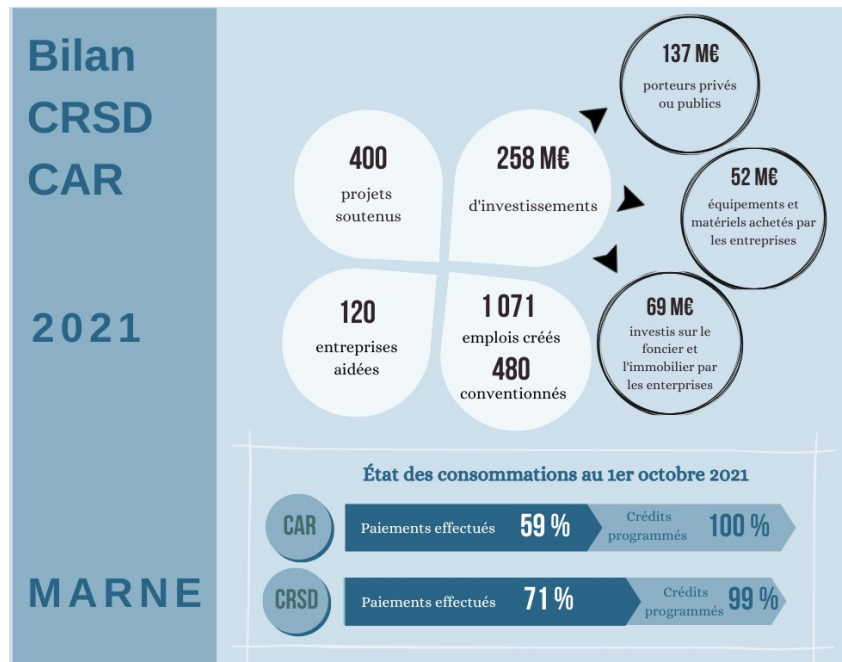 Bilan
CRSD
CAR
2021
MARNE
400
projets
soutenus
258 M€
d'investissements
120
entreprises
aidées
1 071
emplois créés
480
conventionnés
137 M€
porteurs privés
ou publics
52 M€
équipements et
matériels achetés par
les entreprises
69 M€
investis sur le
foncier et
l'immobilier par
les enterprises
État des consommations au 1er octobre 2021
CAR
Paiements effectués
59 %
Crédits
programmés
100 %
CRSD
Paiements effectués
71 %
Crédits
programmés
99 %